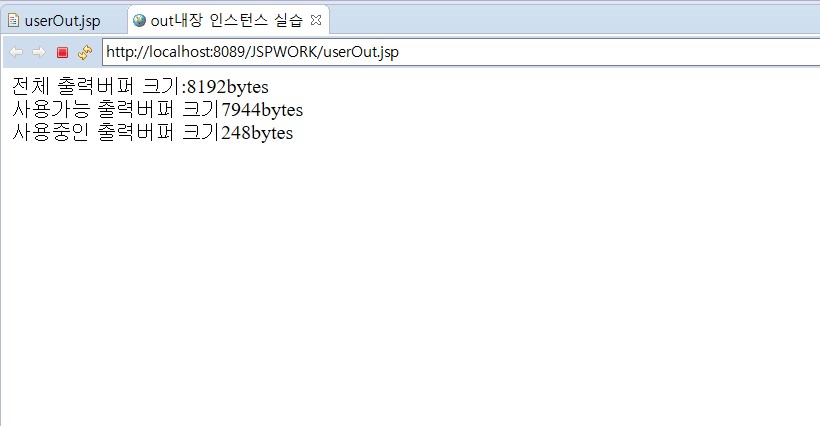 userOut.jsp
out내장 인스턴스 실습
http://localhost:8089/JSPWORK/userOut.jsp
전체 출력버퍼 크기:8192bytes
사용가능 출력버퍼 크기7944bytes
사용중인 출력버퍼 크기248bytes